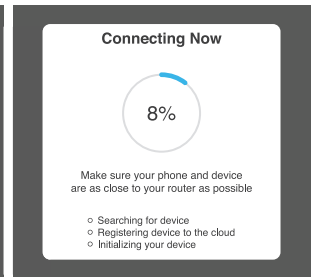 Connecting Now
8%
Make sure your phone and device
are as close to your router as possible
Searching for device
Registering device to the cloud
Initializing your device